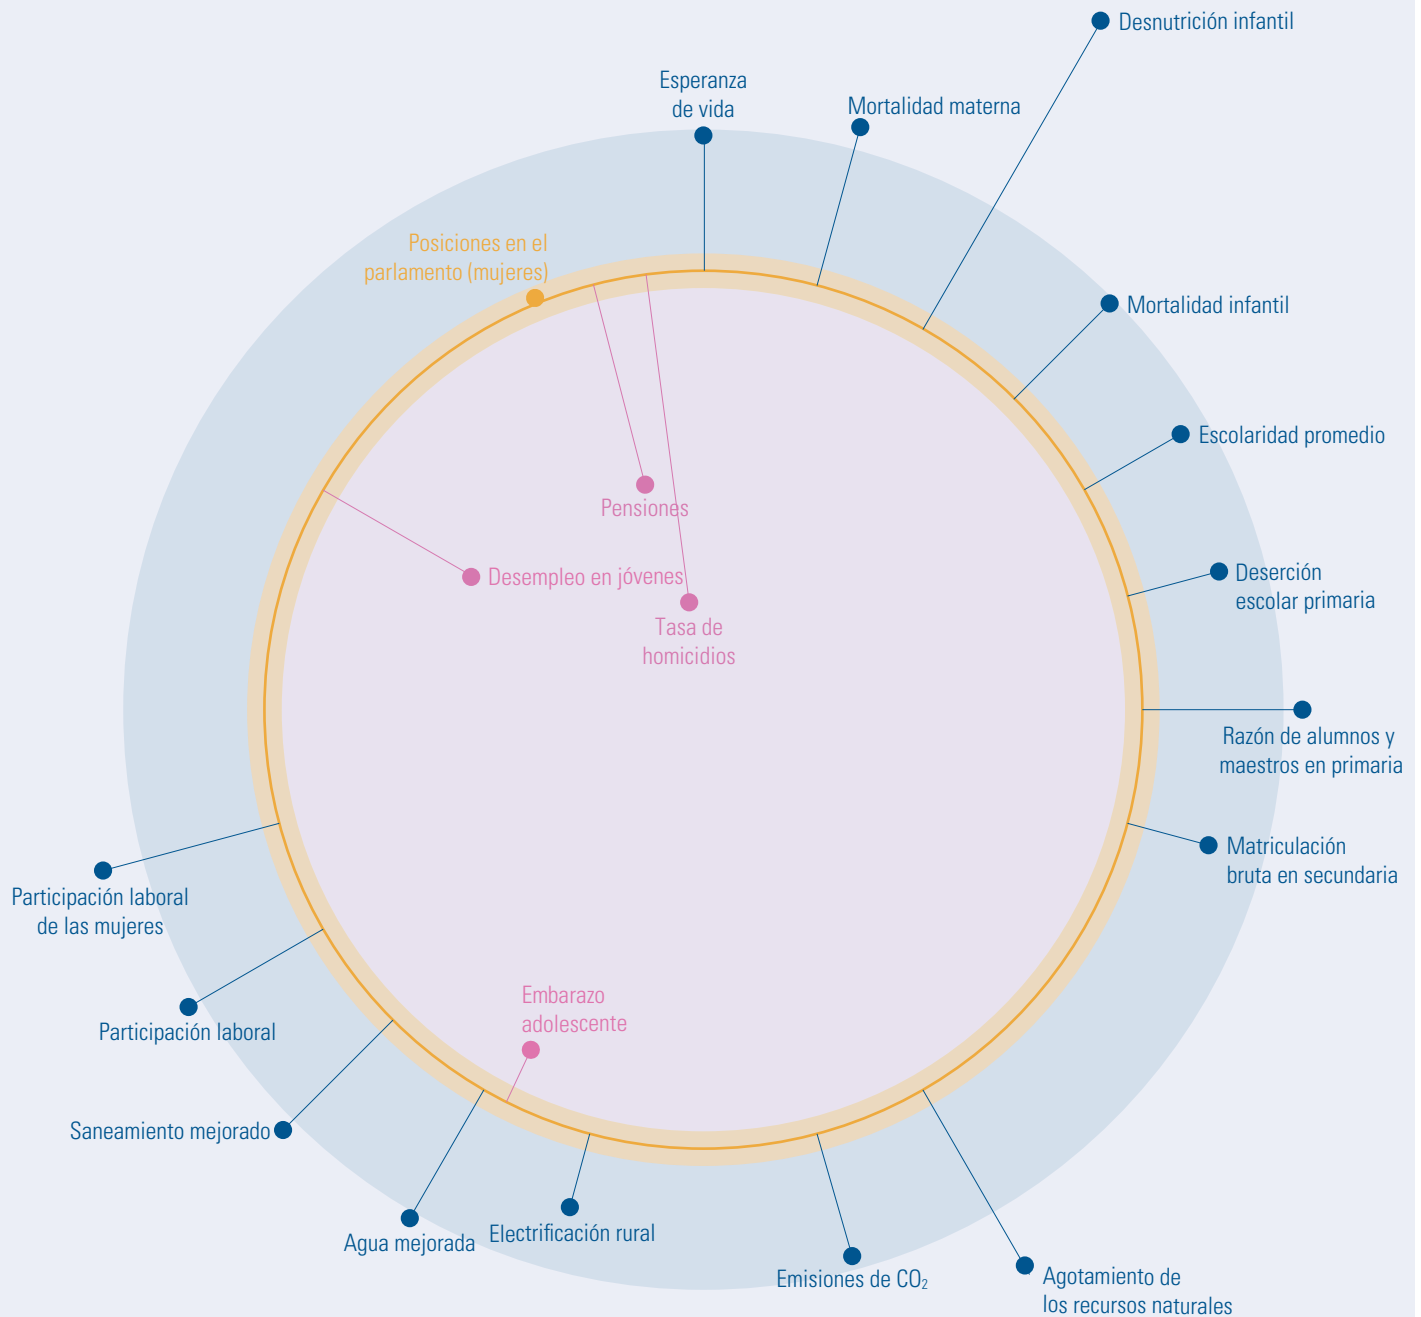 Desnutrición infantil
Esperanza
de vida
Mortalidad materna
Posiciones en el
parlamento (mujeres)
Mortalidad infantil
Escolaridad promedio
Pensiones
Desempleo en jóvenes
Deserción
escolar primaria
Tasa de
homicidios
Razón de alumnos y
maestros en primaria
Matriculación
bruta en secundaria
Participación laboral
de las mujeres
Embarazo
adolescente
Participación laboral
Saneamiento mejorado
Agua mejorada
Electrificación rural
Emisiones de CO₂
Agotamiento de
los recursos naturales